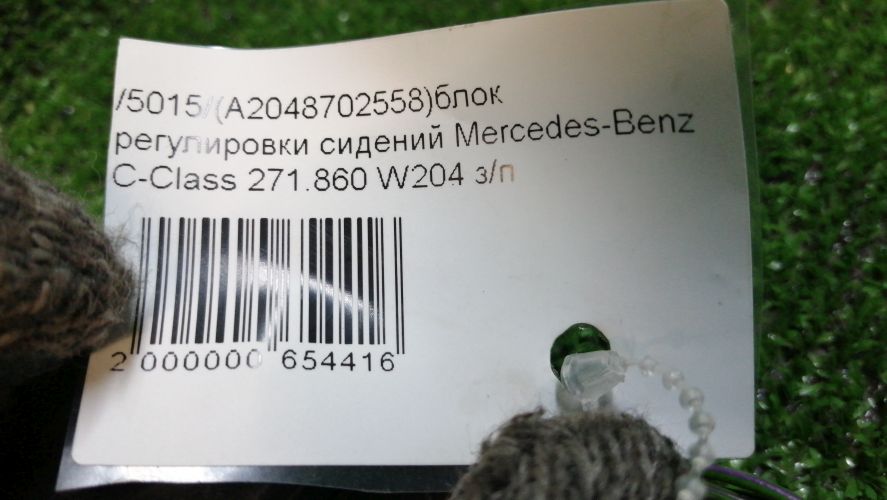 /5015/(A2048702558)блок
регулировки сидений Mercedes-Benz
C-Class 271.860 W204 з/п
2 000000 654416